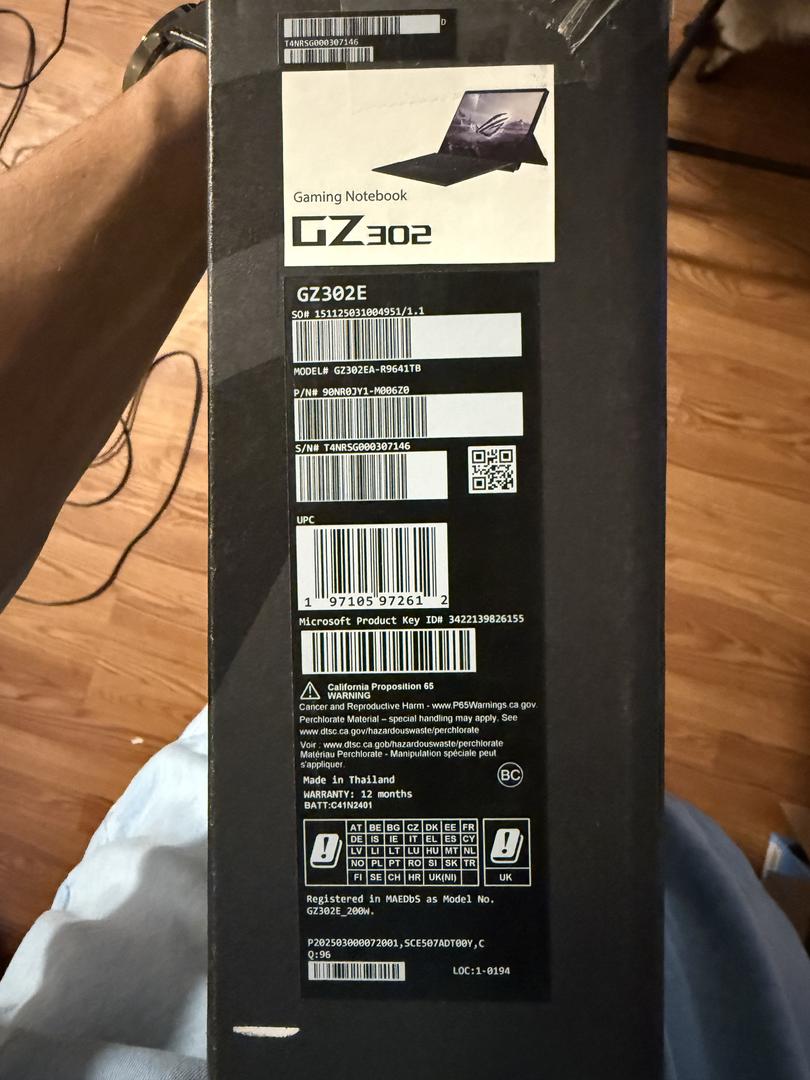 D
T4NRSG000307146
Gaming Notebook
GZ302
GZ302E
SO# 151125031004951/1.1
MODEL# GZ302EA-R9641TB
P/N# 90NR0JY1-M006Z0
S/N# T4NRSG000307146
UPC
1 97105 97261 2
Microsoft Product Key ID# 3422139826155
California Proposition 65
WARNING
Cancer and Reproductive Harm - www.P65Warnings.ca.gov.
Perchlorate Material – special handling may apply. See
www.dtsc.ca.gov/hazardouswaste/perchlorate
Voir : www.dtsc.ca.gob/hazardouswaste/perchlorate
Matériau Perchlorate - Manipulation spéciale peut
s'appliquer.
Made in Thailand
BC
WARRANTY: 12 months
BATT:C41N2401
AT BE BG CZ DK EE FR
DE IS IE IT EL ES CY
LV LI LT LU HU MT NL
NO PL PT RO SI SK TR
FI SE CH HR UK(NI)
UK
Registered in MAEDbS as Model No.
GZ302E_200W.
P202503000072001,SCE507ADT00Y,C
Q:96
LOC:1-0194